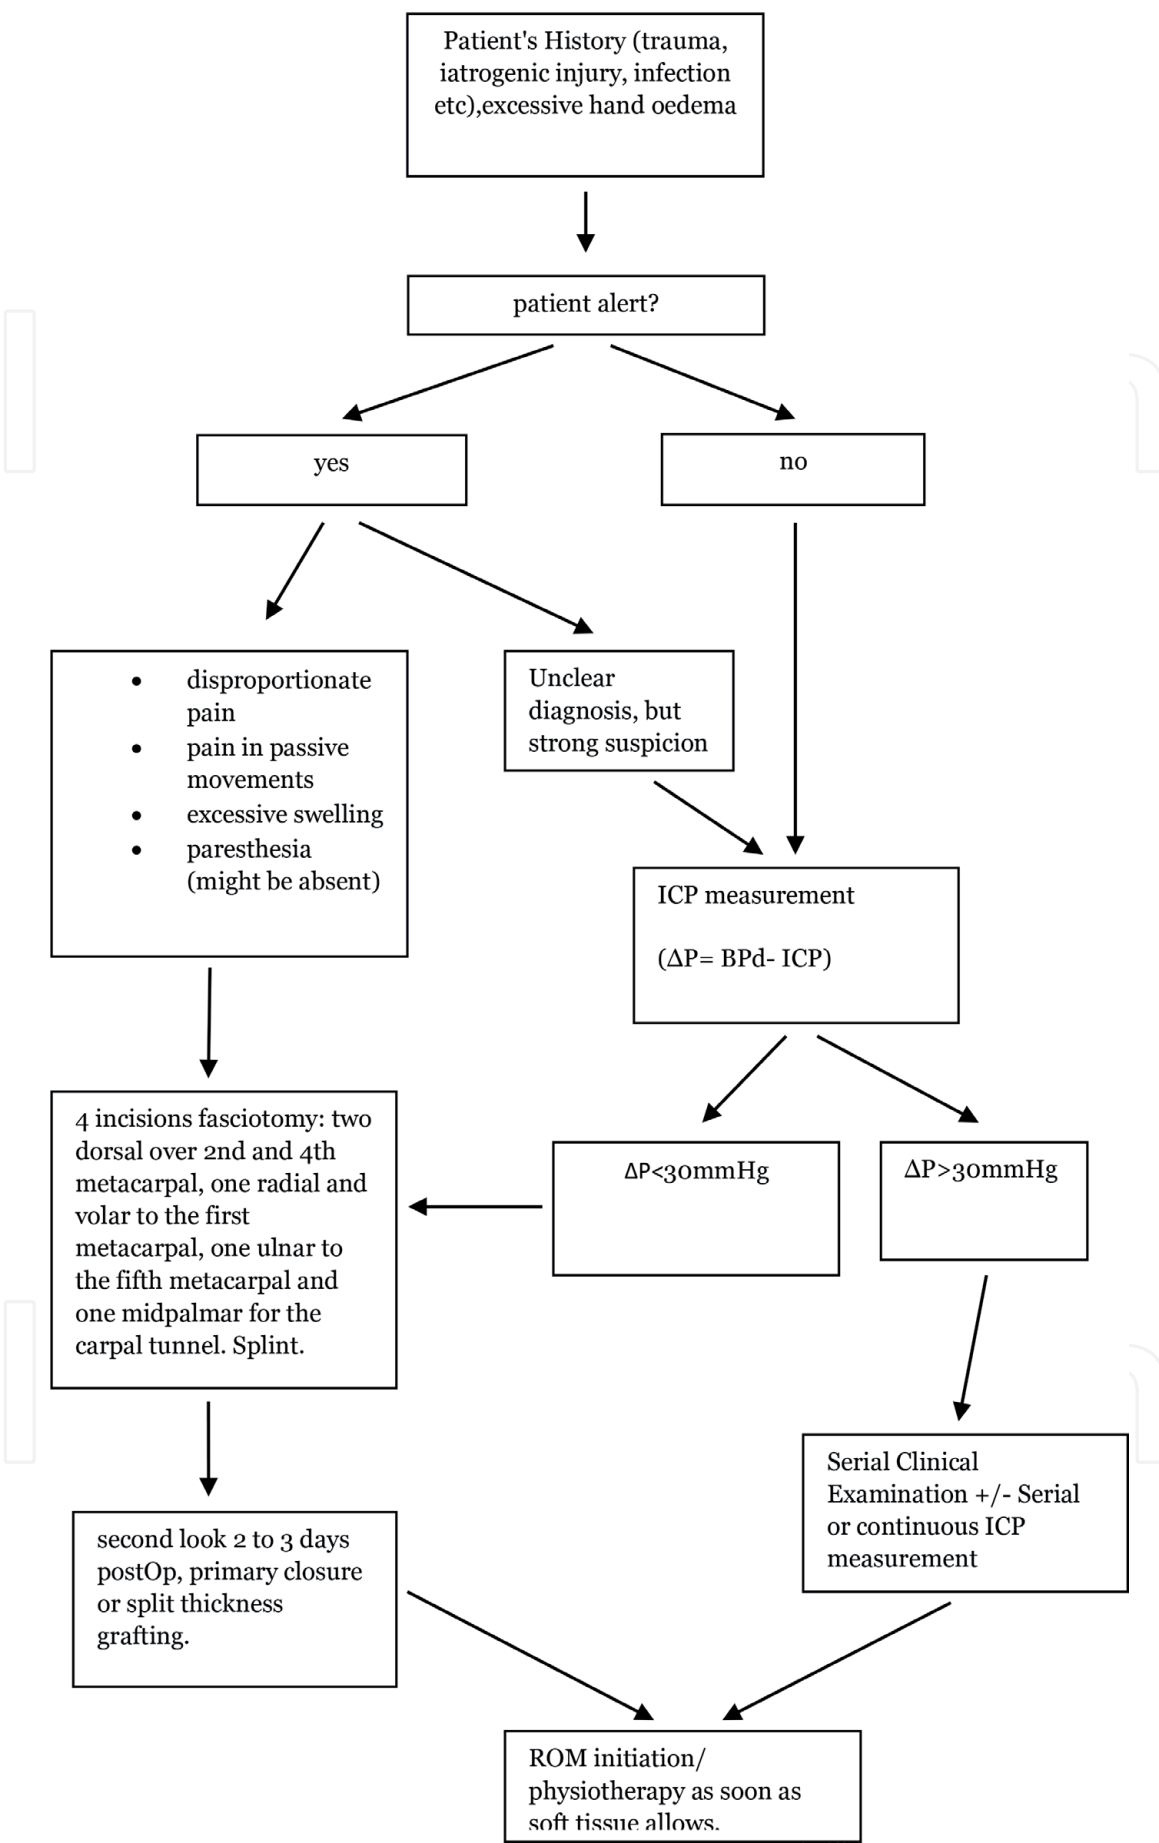 Patient's History (trauma,
iatrogenic injury, infection
etc),excessive hand oedema
patient alert?
yes
no
• disproportionate
pain
• pain in passive
movements
• excessive swelling
• paresthesia
(might be absent)
Unclear
diagnosis, but
strong suspicion
ICP measurement
(ΔP= BPd- ICP)
4 incisions fasciotomy: two
dorsal over 2nd and 4th
metacarpal, one radial and
volar to the first
metacarpal, one ulnar to
the fifth metacarpal and
one midpalmar for the
carpal tunnel. Splint.
ΔP<30mmHg
ΔP>30mmHg
Serial Clinical
Examination +/- Serial
or continuous ICP
measurement
second look 2 to 3 days
postOp, primary closure
or split thickness
grafting.
ROM initiation/
physiotherapy as soon as
soft tissue allows.